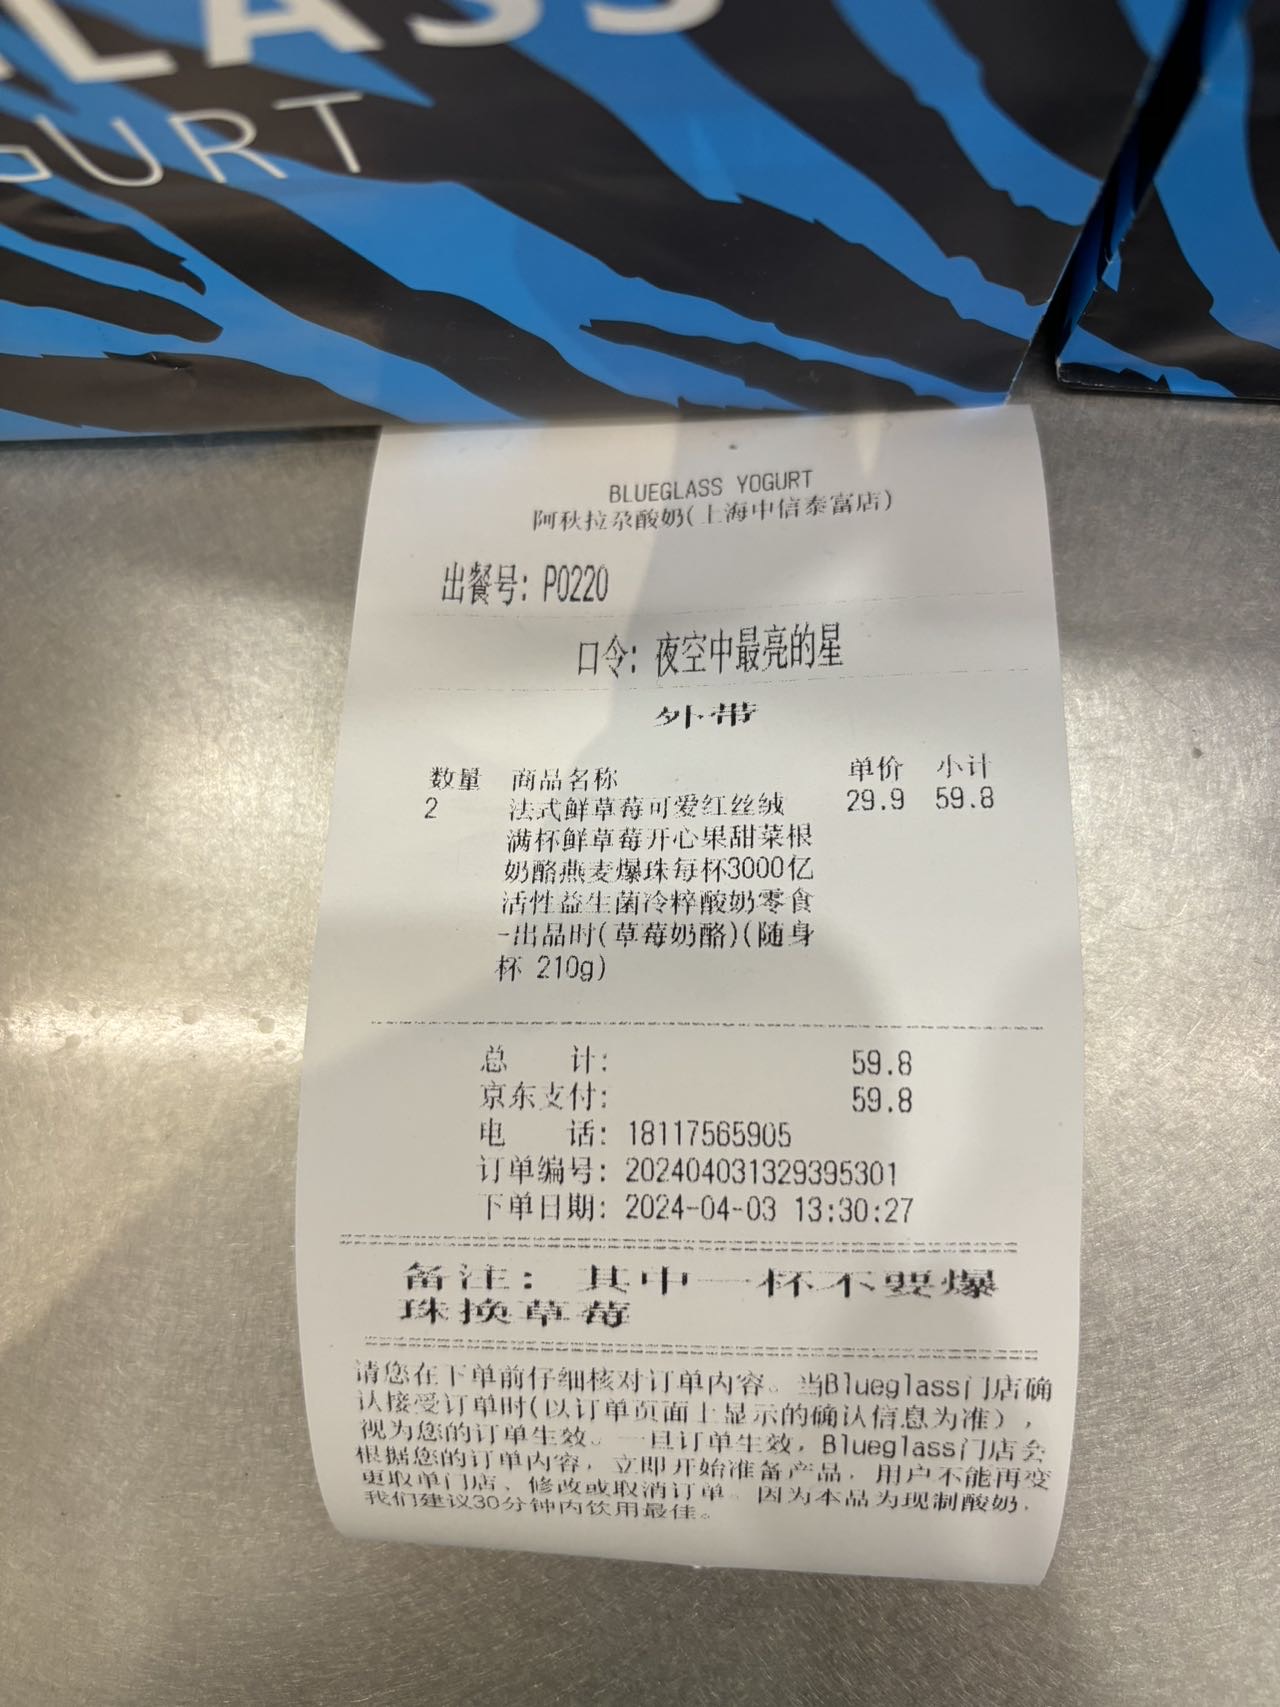 LASS
GURT
BLUEGLASS YOGURT
阿秋拉尕酸奶(上海中信泰富店)
出餐号: P0220
口令: 夜空中最亮的星
外带
数量 商品名称 单价 小计
2 法式鲜草莓可爱红丝绒 29.9 59.8
满杯鲜草莓开心果甜菜根
奶酪燕麦爆珠每杯3000亿
活性益生菌冷粹酸奶零食
-出品时(草莓奶酪)(随身
杯 210g)
总 计: 59.8
京东支付: 59.8
电 话: 18117565905
订单编号: 202404031329395301
下单日期: 2024-04-03 13:30:27
备注: 其中一杯不要爆
珠换草莓
请您在下单前仔细核对订单内容。当Blueglass门店确
认接受订单时(以订单页面上显示的确认信息为准),
视为您的订单生效。一旦订单生效, Blueglass门店会
根据您的订单内容, 立即开始准备产品, 用户不能再变
更取单门店、修改或取消订单。因为本品为现制酸奶,
我们建议30分钟内饮用最佳。